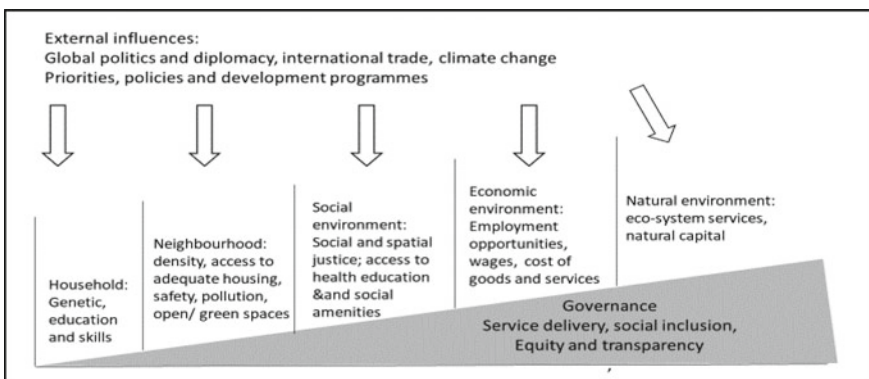 External influences:
Global politics and diplomacy, international trade, climate change
Priorities, policies and development programmes
Household:
Genetic,
education
and skills
Neighbourhood:
density, access to
adequate housing,
safety, pollution,
open/ green spaces
Social
environment:
Social and spatial
justice; access to
health education
&and social
amenities
Economic
environment:
Employment
opportunities,
wages, cost of
goods and services
Natural environment:
eco-system services,
natural capital
Governance
Service delivery, social inclusion,
Equity and transparency
,